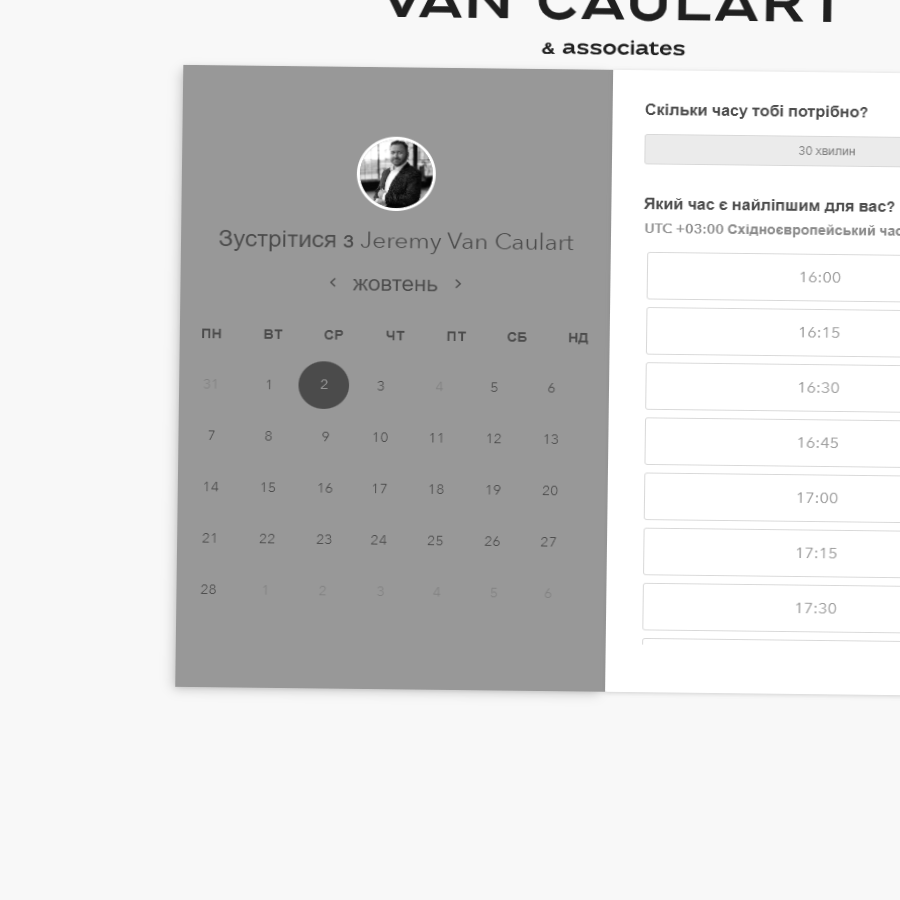 VAN CAULART
& associates
Зустрітися з Jeremy Van Caulart
жовтень
ПН ВТ СР ЧТ ПТ СБ НД
31 1 2 3 4 5 6
7 8 9 10 11 12 13
14 15 16 17 18 19 20
21 22 23 24 25 26 27
28 1 2 3 4 5 6
Скільки часу тобі потрібно?
30 хвилин
Який час є найліпшим для вас?
UTC +03:00 Східноєвропейський час
16:00
16:15
16:30
16:45
17:00
17:15
17:30